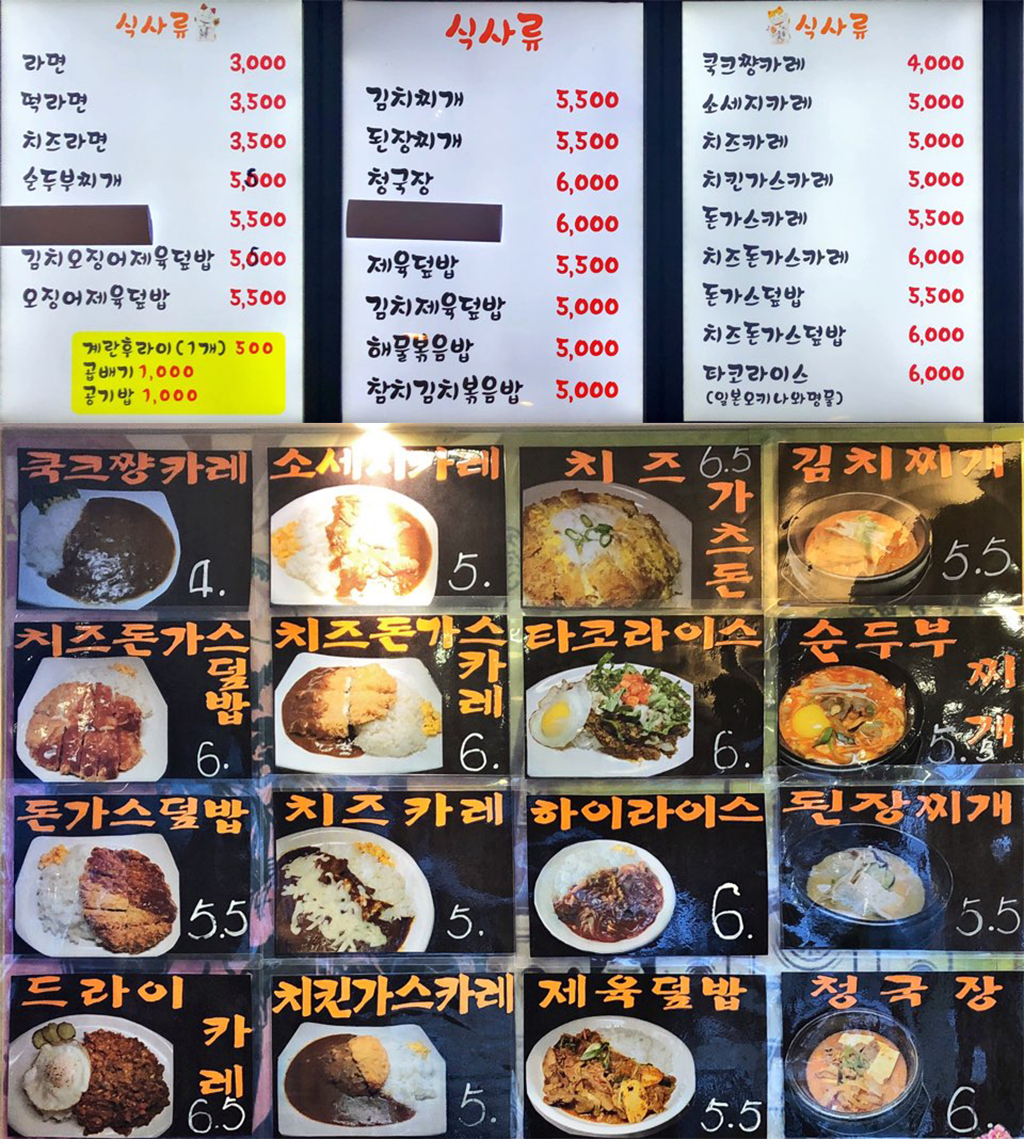 식사류
라면 3,000
떡라면 3,500
치즈라면 3,500
순두부찌개
5,500
김치오징어제육덮밥
오징어제육덮밥 5,500
계란후라이(1개) 500
곱배기 1,000
공기밥 1,000
식사류
김치찌개 5,500
된장찌개 5,500
청국장 6,000
6,000
제육덮밥 5,500
김치제육덮밥 5,000
해물볶음밥 5,000
참치김치볶음밥 5,000
식사류
쿡크쨩카레 4,000
소세지카레 5.000
치즈카레 5.000
치킨가스카레 5.000
돈가스카레 5,500
치즈돈가스카레 6,000
돈가스덮밥 5,500
치즈돈가스덮밥 6,000
타코라이스 6,000
(일본오키나와명물)
쿡크쨩카레
4.
소세지카레
5.
치즈 6.5
가츠돈
김치찌개
5.5
치즈돈가스
덮밥
6.
치즈돈가스
카레
6.
타코라이스
6.
순두부
찌개
5.5
돈가스덮밥
5.5
치즈카레
5.
하이라이스
6.
된장찌개
5.5
드라이
카레
6.5
치킨가스카레
5.
제육덮밥
5.5
청국장
6.